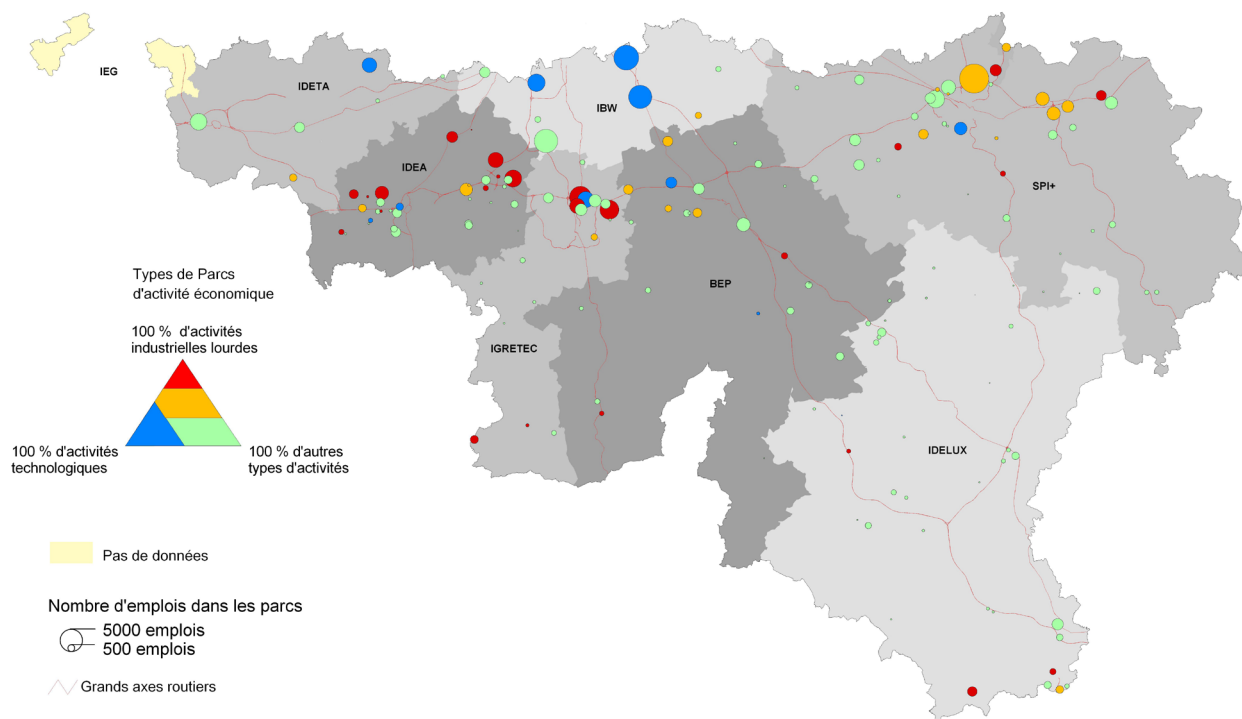 IEG
IDETA
IBW
IDEA
SPI+
BEP
IGRETEC
IDELUX
Types de Parcs
d'activité économique
100 % d'activités
industrielles lourdes
100 % d'activités
technologiques
100 % d'autres
types d'activités
Pas de données
Nombre d'emplois dans les parcs
5000 emplois
500 emplois
Grands axes routiers